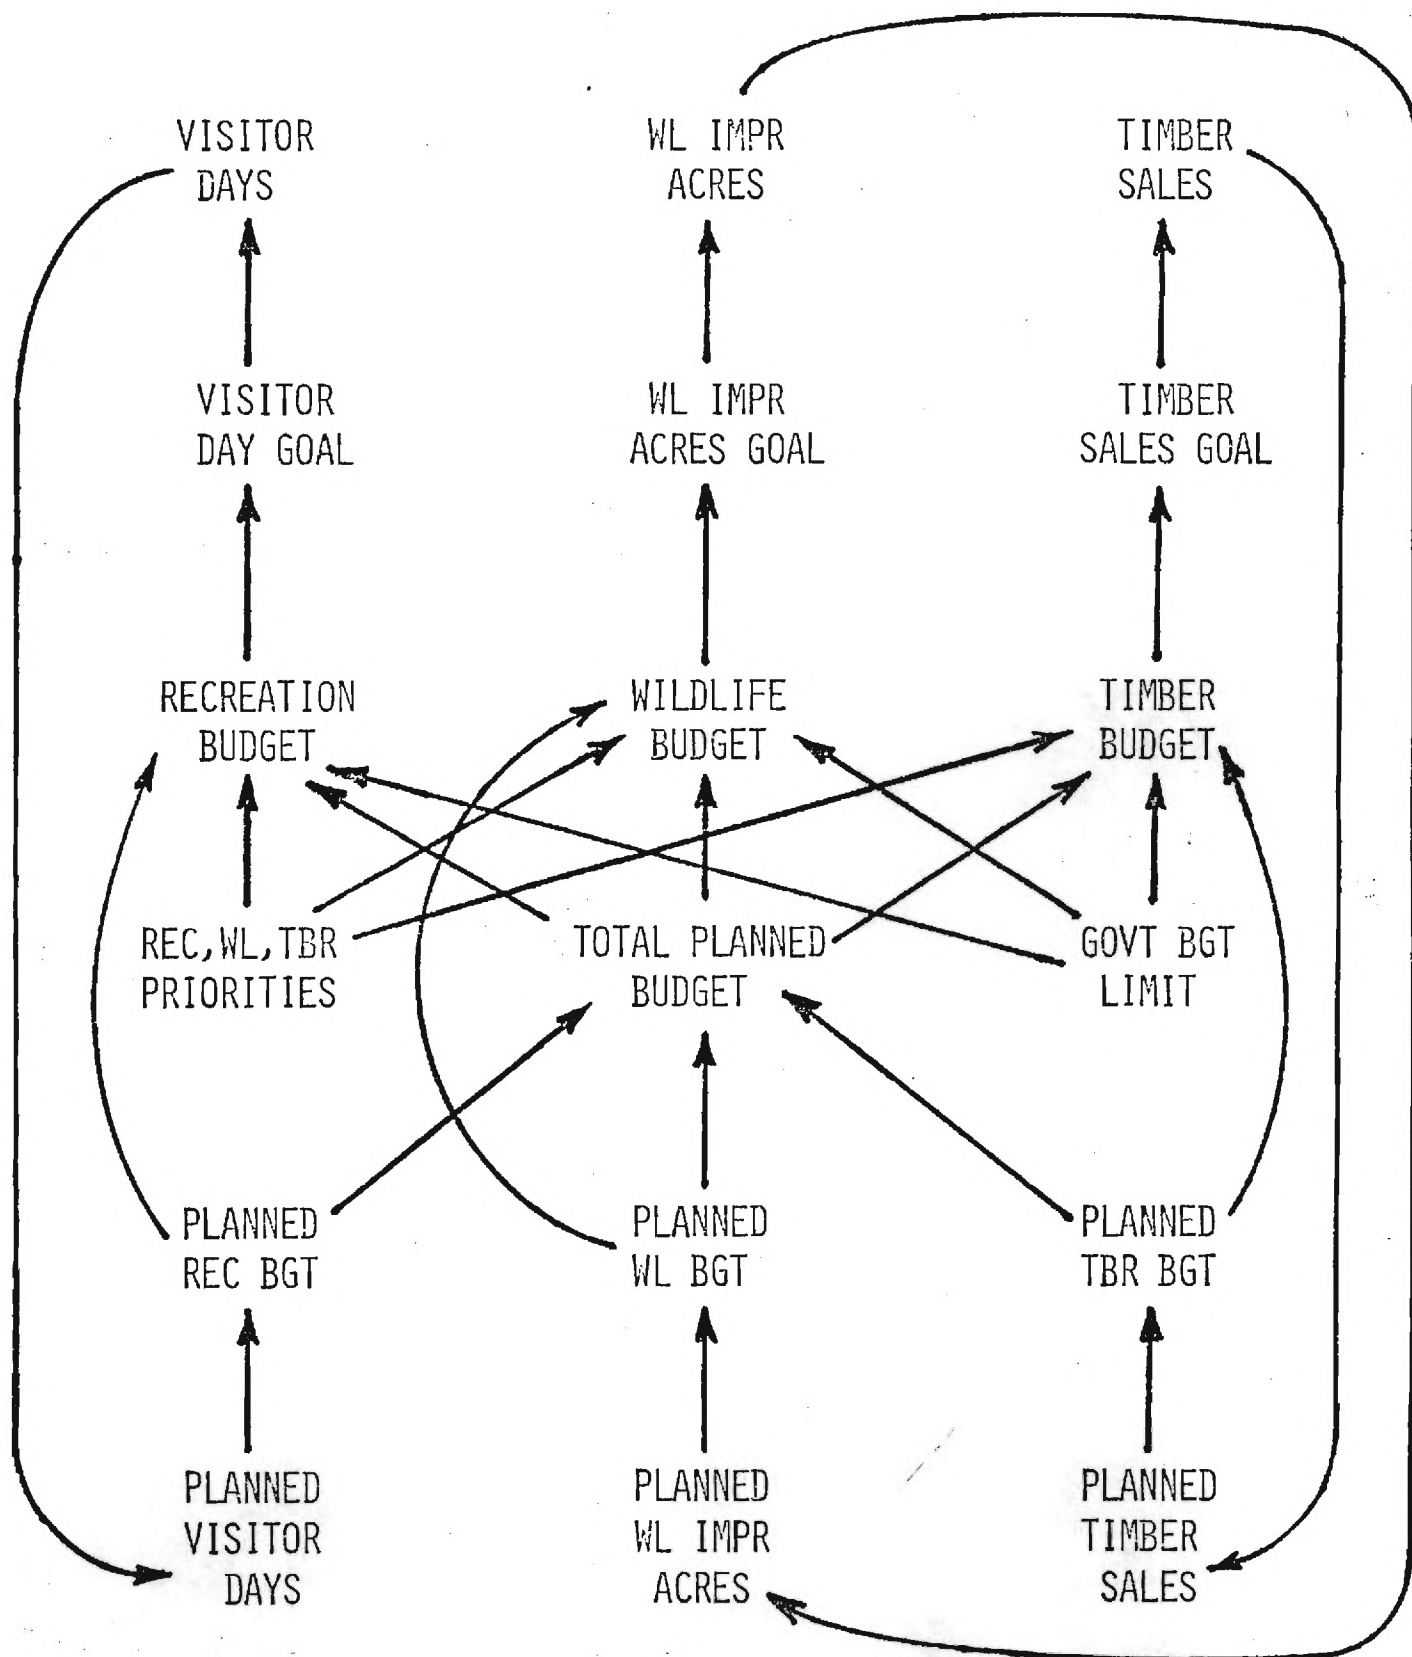 VISITOR
DAYS
WL IMPR
ACRES
TIMBER
SALES
VISITOR
DAY GOAL
WL IMPR
ACRES GOAL
TIMBER
SALES GOAL
RECREATION
BUDGET
WILDLIFE
BUDGET
TIMBER
BUDGET
REC,WL,TBR
PRIORITIES
TOTAL PLANNED
BUDGET
GOVT BGT
LIMIT
PLANNED
REC BGT
PLANNED
WL BGT
PLANNED
TBR BGT
PLANNED
VISITOR
DAYS
PLANNED
WL IMPR
ACRES
PLANNED
TIMBER
SALES